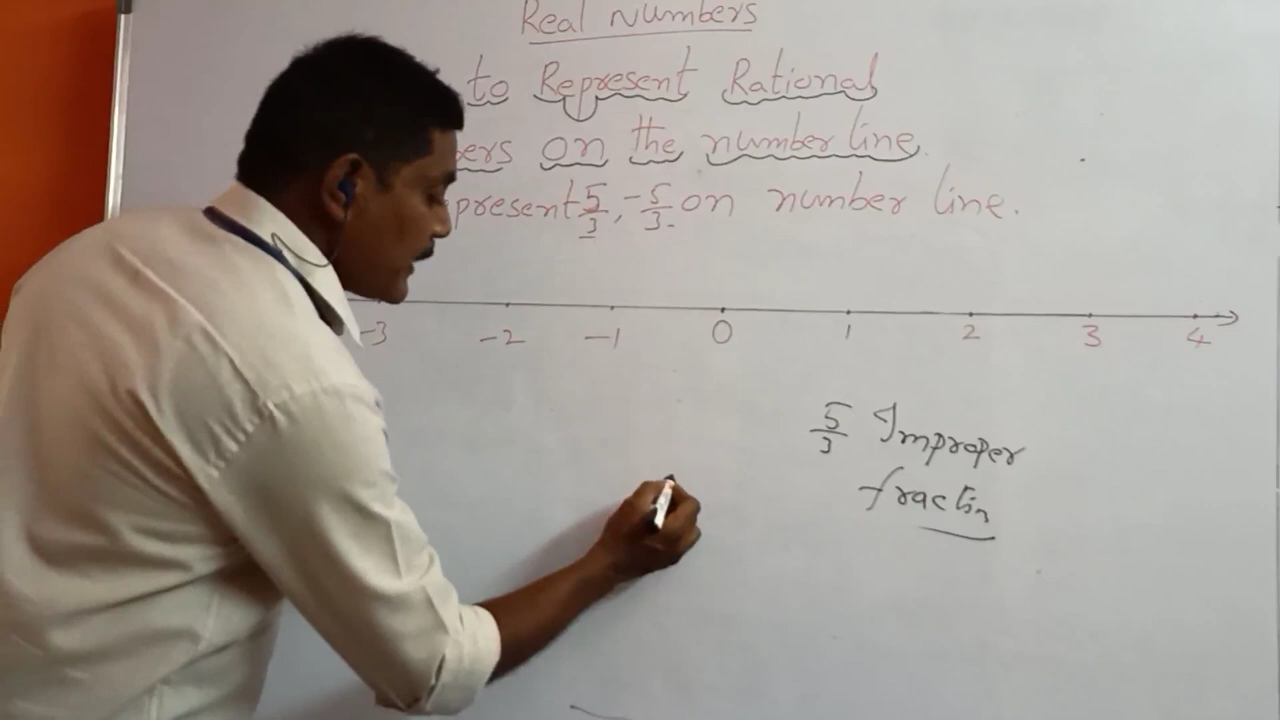 Real Numbers
to Represent Rational
bers on the number line.
present 5/3, -5/3 on number line.
-3 -2 -1 0 1 2 3 4
5/3 Improper
fraction